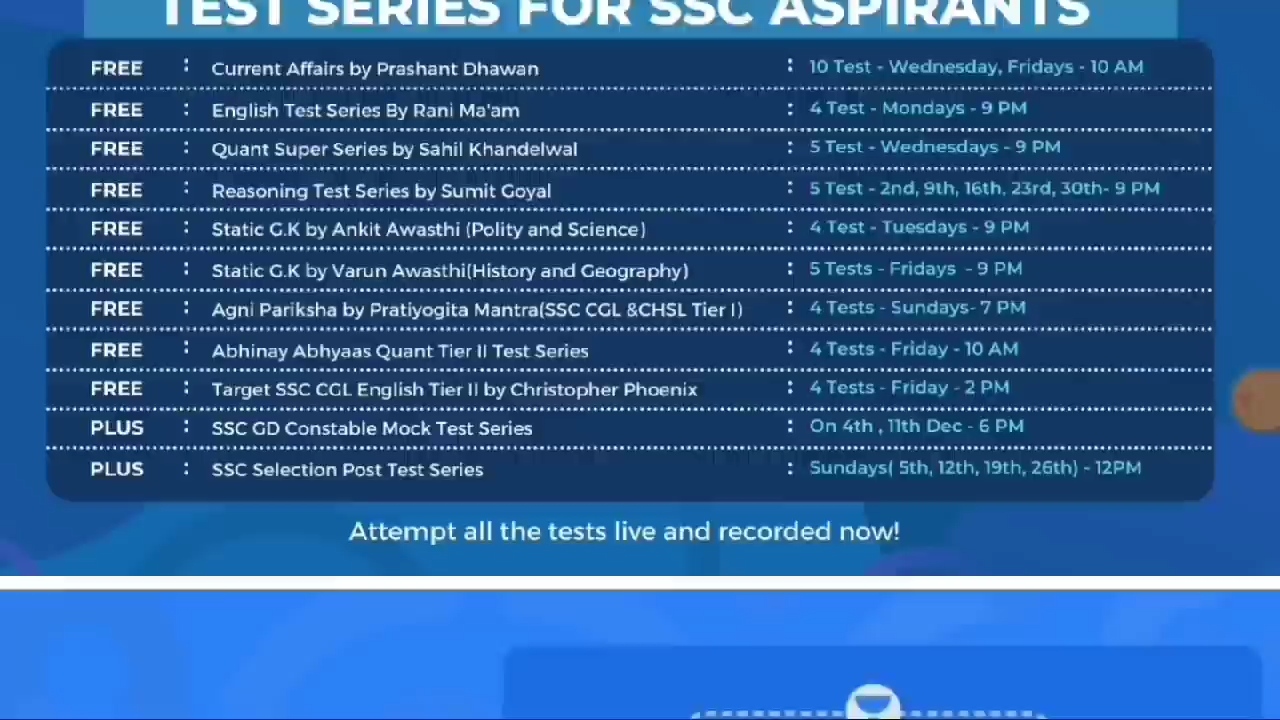 TEST SERIES FOR SSC ASPIRANTS
FREE : Current Affairs by Prashant Dhawan : 10 Test - Wednesday, Fridays - 10 AM
FREE : English Test Series By Rani Ma'am : 4 Test - Mondays - 9 PM
FREE : Quant Super Series by Sahil Khandelwal : 5 Test - Wednesdays - 9 PM
FREE : Reasoning Test Series by Sumit Goyal : 5 Test - 2nd, 9th, 16th, 23rd, 30th- 9 PM
FREE : Static G.K by Ankit Awasthi (Polity and Science) : 4 Test - Tuesdays - 9 PM
FREE : Static G.K by Varun Awasthi(History and Geography) : 5 Tests - Fridays - 9 PM
FREE : Agni Pariksha by Pratiyogita Mantra(SSC CGL &CHSL Tier I) : 4 Tests - Sundays- 7 PM
FREE : Abhinay Abhyaas Quant Tier II Test Series : 4 Tests - Friday - 10 AM
FREE : Target SSC CGL English Tier II by Christopher Phoenix : 4 Tests - Friday - 2 PM
PLUS : SSC GD Constable Mock Test Series : On 4th , 11th Dec - 6 PM
PLUS : SSC Selection Post Test Series : Sundays( 5th, 12th, 19th, 26th) - 12PM
Attempt all the tests live and recorded now!